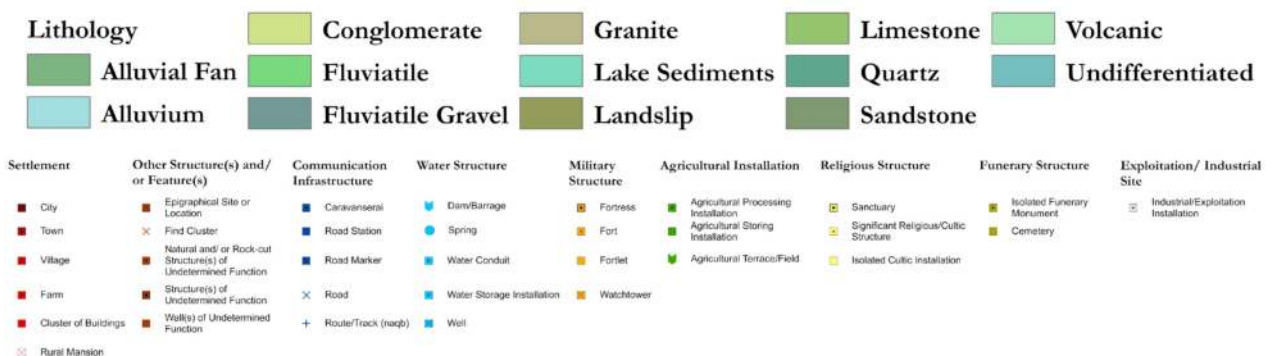 Lithology
Conglomerate
Granite
Limestone
Volcanic
Alluvial Fan
Fluviatile
Lake Sediments
Quartz
Undifferentiated
Alluvium
Fluviatile Gravel
Landslip
Sandstone
Settlement
City
Town
Village
Farm
Cluster of Buildings
Rural Mansion
Other Structure(s) and/
or Feature(s)
Epigraphical Site or
Location
Find Cluster
Natural and/ or Rock-cut
Structure(s) of
Undetermined Function
Structure(s) of
Undetermined Function
Wall(s) of Undetermined
Function
Communication
Infrastructure
Caravanserai
Road Station
Road Marker
Road
Route/Track (naqb)
Water Structure
Dam/Barrage
Spring
Water Conduit
Water Storage Installation
Well
Military
Structure
Fortress
Fort
Fortlet
Watchtower
Agricultural Installation
Agricultural Processing
Installation
Agricultural Storing
Installation
Agricultural Terrace/Field
Religious Structure
Sanctuary
Significant Religious/Cultic
Structure
Isolated Cultic Installation
Funerary Structure
Isolated Funerary
Monument
Cemetery
Exploitation/ Industrial
Site
Industrial/Exploitation
Installation